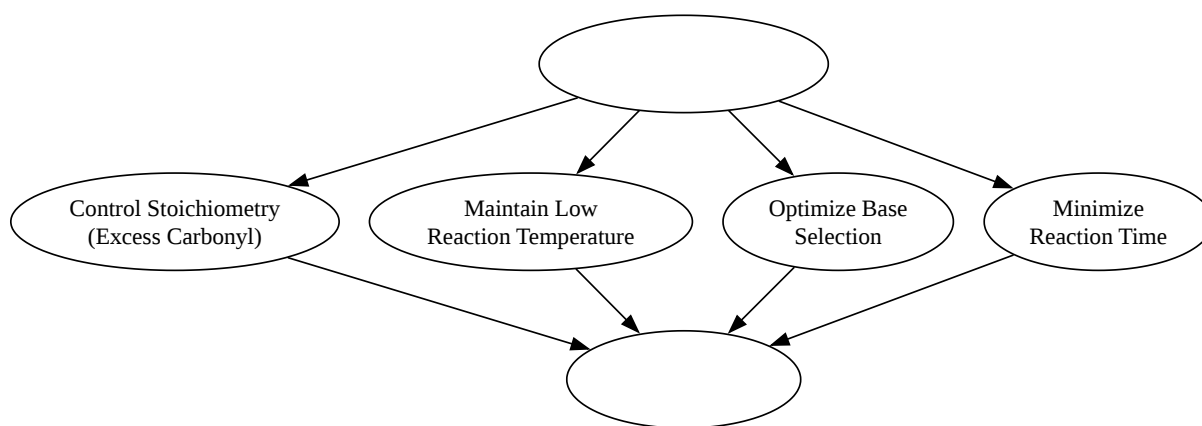 Control Stoichiometry
(Excess Carbonyl)
Maintain Low
Reaction Temperature
Optimize Base
Selection
Minimize
Reaction Time